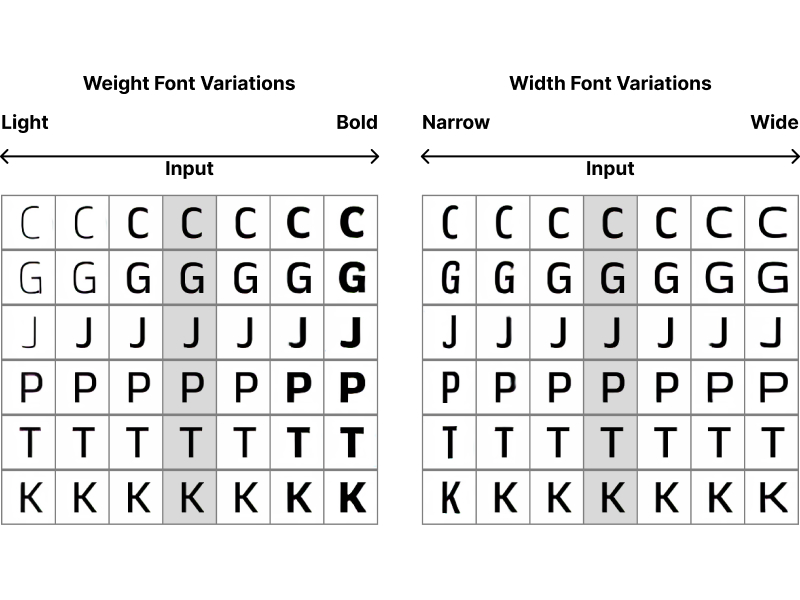 Weight Font Variations
Light Bold
Input
C C C C C C C
G G G G G G G
J J J J J J J
P P P P P P P
T T T T T T T
K K K K K K K
Width Font Variations
Narrow Wide
Input
C C C C C C C
G G G G G G G
J J J J J J J
P P P P P P P
T T T T T T T
K K K K K K K